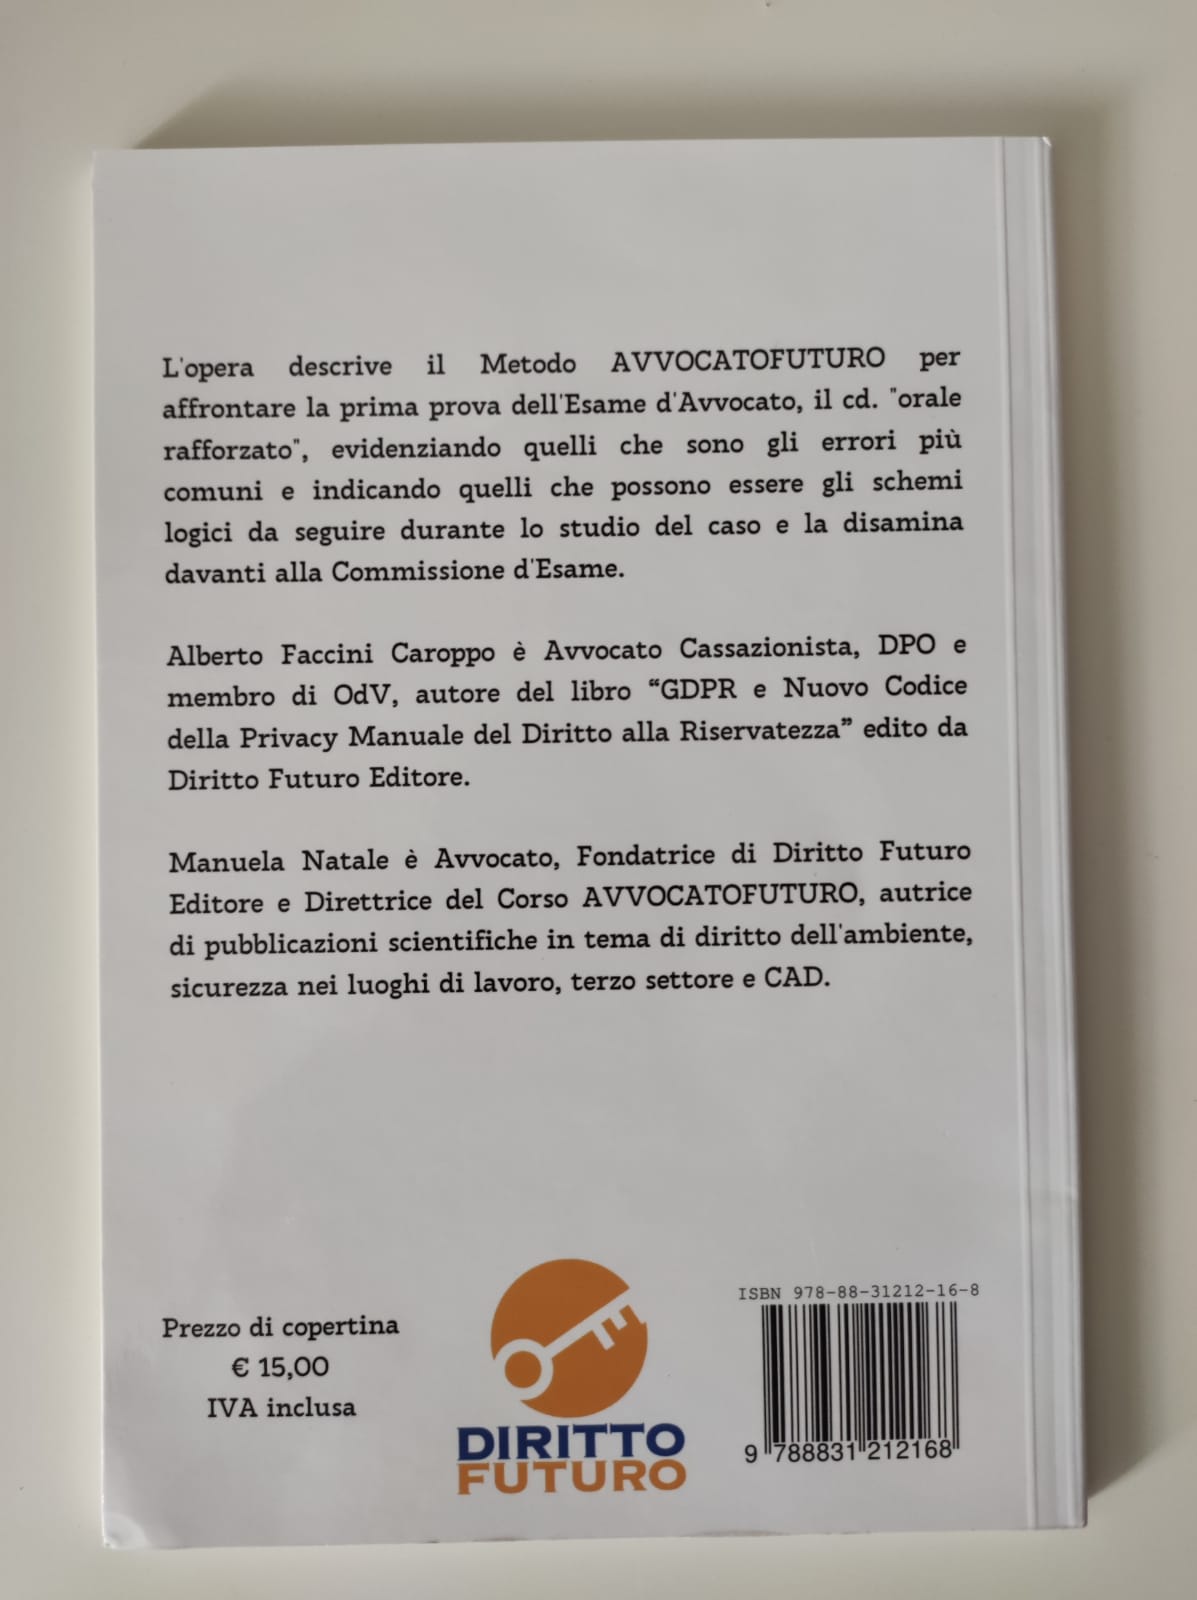 L'opera descrive il Metodo AVVOCATOFUTURO per
affrontare la prima prova dell'Esame d'Avvocato, il cd. "orale
rafforzato", evidenziando quelli che sono gli errori più
comuni e indicando quelli che possono essere gli schemi
logici da seguire durante lo studio del caso e la disamina
davanti alla Commissione d'Esame.
Alberto Faccini Caroppo è Avvocato Cassazionista, DPO e
membro di OdV, autore del libro “GDPR e Nuovo Codice
della Privacy Manuale del Diritto alla Riservatezza” edito da
Diritto Futuro Editore.
Manuela Natale è Avvocato, Fondatrice di Diritto Futuro
Editore e Direttrice del Corso AVVOCATOFUTURO, autrice
di pubblicazioni scientifiche in tema di diritto dell'ambiente,
sicurezza nei luoghi di lavoro, terzo settore e CAD.
Prezzo di copertina
€ 15,00
IVA inclusa
DIRITTO
FUTURO
ISBN 978-88-31212-16-8
9 788831 212168